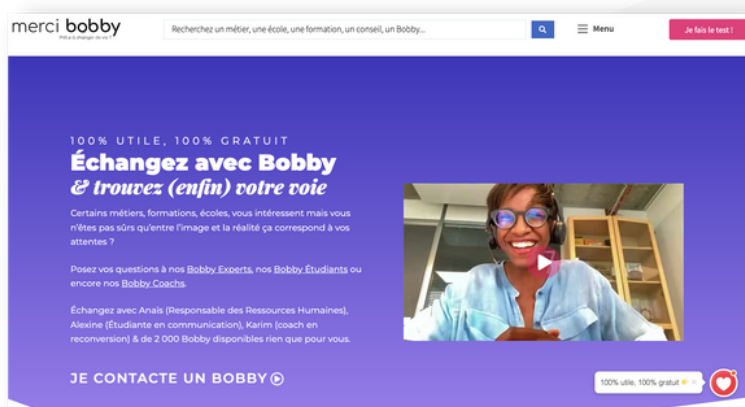 merci bobby
Prêt.e à changer de vie ?
Recherchez un métier, une école, une formation, un conseil, un Bobby...
Menu
Je fais le test !
100% UTILE, 100% GRATUIT
Échangez avec Bobby
& trouvez (enfin) votre voie
Certains métiers, formations, écoles, vous intéressent mais vous
n'êtes pas sûrs qu'entre l'image et la réalité ça correspond à vos
attentes ?
Posez vos questions à nos Bobby Experts, nos Bobby Étudiants ou
encore nos Bobby Coachs.
Échangez avec Anaïs (Responsable des Ressources Humaines),
Alexine (Étudiante en communication), Karim (coach en
reconversion) & de 2 000 Bobby disponibles rien que pour vous.
JE CONTACTE UN BOBBY
100% utile, 100% gratuit